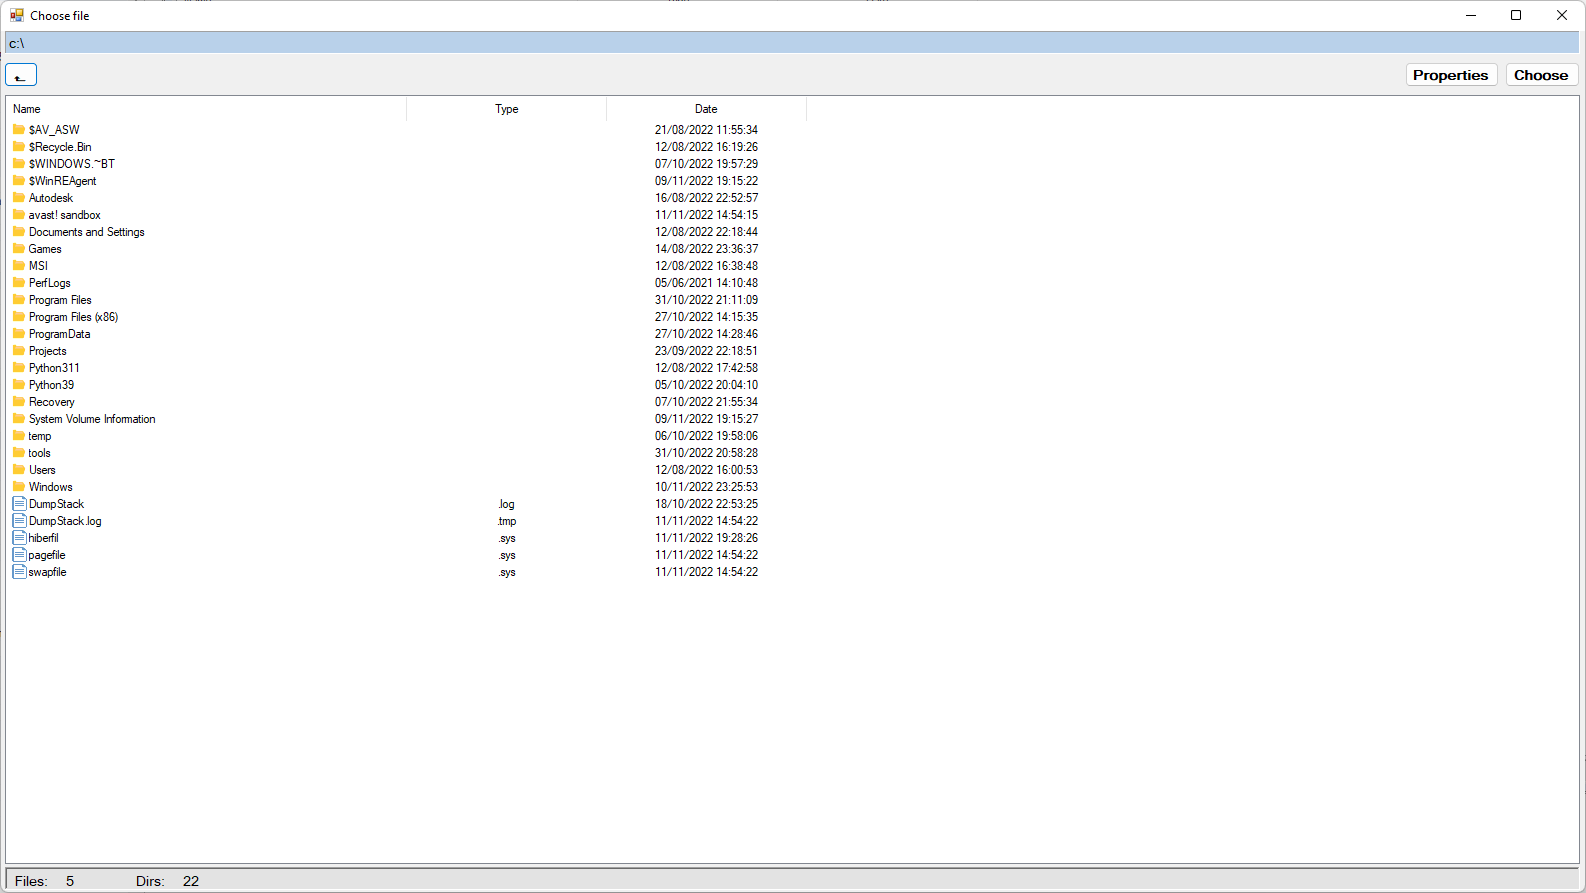 Choose file
c:\
Properties Choose
Name Type Date
$AV_ASW 21/08/2022 11:55:34
$Recycle.Bin 12/08/2022 16:19:26
$WINDOWS.~BT 07/10/2022 19:57:29
$WinREAgent 09/11/2022 19:15:22
Autodesk 16/08/2022 22:52:57
avast! sandbox 11/11/2022 14:54:15
Documents and Settings 12/08/2022 22:18:44
Games 14/08/2022 23:36:37
MSI 12/08/2022 16:38:48
PerfLogs 05/06/2021 14:10:48
Program Files 31/10/2022 21:11:09
Program Files (x86) 27/10/2022 14:15:35
ProgramData 27/10/2022 14:28:46
Projects 23/09/2022 22:18:51
Python311 12/08/2022 17:42:58
Python39 05/10/2022 20:04:10
Recovery 07/10/2022 21:55:34
System Volume Information 09/11/2022 19:15:27
temp 06/10/2022 19:58:06
tools 31/10/2022 20:58:28
Users 12/08/2022 16:00:53
Windows 10/11/2022 23:25:53
DumpStack .log 18/10/2022 22:53:25
DumpStack.log .tmp 11/11/2022 14:54:22
hiberfil .sys 11/11/2022 19:28:26
pagefile .sys 11/11/2022 14:54:22
swapfile .sys 11/11/2022 14:54:22
Files: 5 Dirs: 22